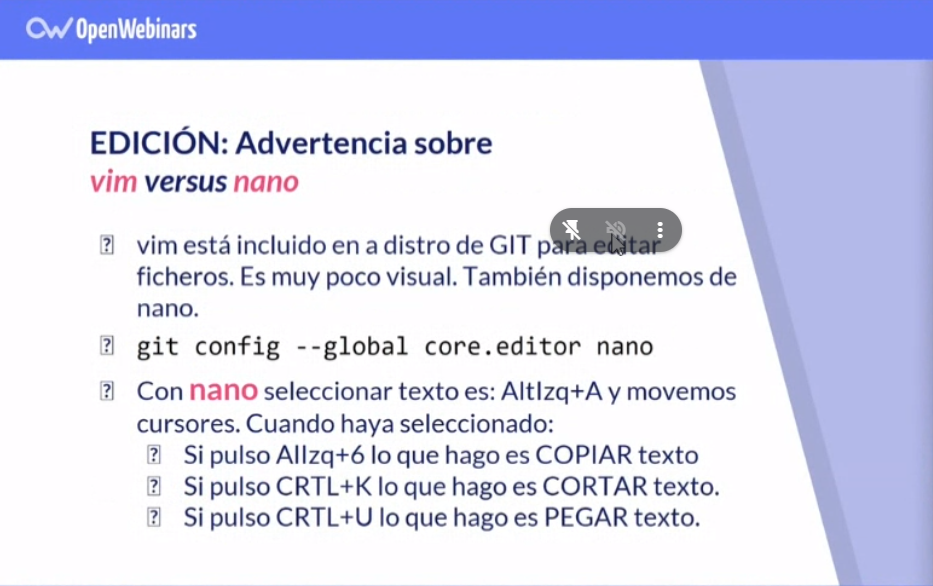 OpenWebinars
EDICIÓN: Advertencia sobre
vim versus nano
vim está incluido en a distro de GIT para editar
ficheros. Es muy poco visual. También disponemos de
nano.
git config --global core.editor nano
Con nano seleccionar texto es: AltIzq+A y movemos
cursores. Cuando haya seleccionado:
Si pulso AlIzq+6 lo que hago es COPIAR texto
Si pulso CRTL+K lo que hago es CORTAR texto.
Si pulso CRTL+U lo que hago es PEGAR texto.